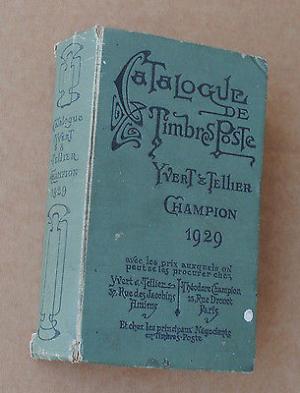 Catalogue
Yvert
&
Tellier
Champion
1929
Catalogue
de
Timbres-Poste
Yvert & Tellier
Champion
1929
avec les prix auxquels on
peut se les procurer chez
Yvert & Tellier
37, Rue des Jacobins
Amiens
Théodore Champion
13, Rue Drouot
Paris
Et chez les principaux Négociants
en Timbres-Poste